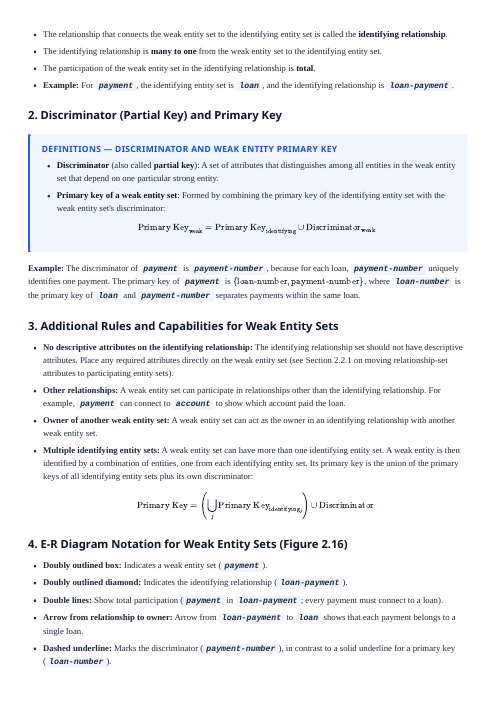 • The relationship that connects the weak entity set to the identifying entity set is called the identifying relationship.
• The identifying relationship is many to one from the weak entity set to the identifying entity set.
• The participation of the weak entity set in the identifying relationship is total.
• Example: For payment , the identifying entity set is loan , and the identifying relationship is loan-payment .
2. Discriminator (Partial Key) and Primary Key
DEFINITIONS — DISCRIMINATOR AND WEAK ENTITY PRIMARY KEY
• Discriminator (also called partial key): A set of attributes that distinguishes among all entities in the weak entity
set that depend on one particular strong entity.
• Primary key of a weak entity set: Formed by combining the primary key of the identifying entity set with the
weak entity set's discriminator:
Primary Key_weak = Primary Key_identifying ∪ Discriminator_weak
Example: The discriminator of payment is payment-number , because for each loan, payment-number uniquely
identifies one payment. The primary key of payment is {loan-number, payment-number}, where loan-number is
the primary key of loan and payment-number separates payments within the same loan.
3. Additional Rules and Capabilities for Weak Entity Sets
• No descriptive attributes on the identifying relationship: The identifying relationship set should not have descriptive
attributes. Place any required attributes directly on the weak entity set (see Section 2.2.1 on moving relationship-set
attributes to participating entity sets).
• Other relationships: A weak entity set can participate in relationships other than the identifying relationship. For
example, payment can connect to account to show which account paid the loan.
• Owner of another weak entity set: A weak entity set can act as the owner in an identifying relationship with another
weak entity set.
• Multiple identifying entity sets: A weak entity set can have more than one identifying entity set. A weak entity is then
identified by a combination of entities, one from each identifying entity set. Its primary key is the union of the primary
keys of all identifying entity sets plus its own discriminator:
Primary Key = (⋃_j Primary Key_identifying_j) ∪ Discriminator
4. E-R Diagram Notation for Weak Entity Sets (Figure 2.16)
• Doubly outlined box: Indicates a weak entity set ( payment ).
• Doubly outlined diamond: Indicates the identifying relationship ( loan-payment ).
• Double lines: Show total participation ( payment in loan-payment ; every payment must connect to a loan).
• Arrow from relationship to owner: Arrow from loan-payment to loan shows that each payment belongs to a
single loan.
• Dashed underline: Marks the discriminator ( payment-number ), in contrast to a solid underline for a primary key
( loan-number ).